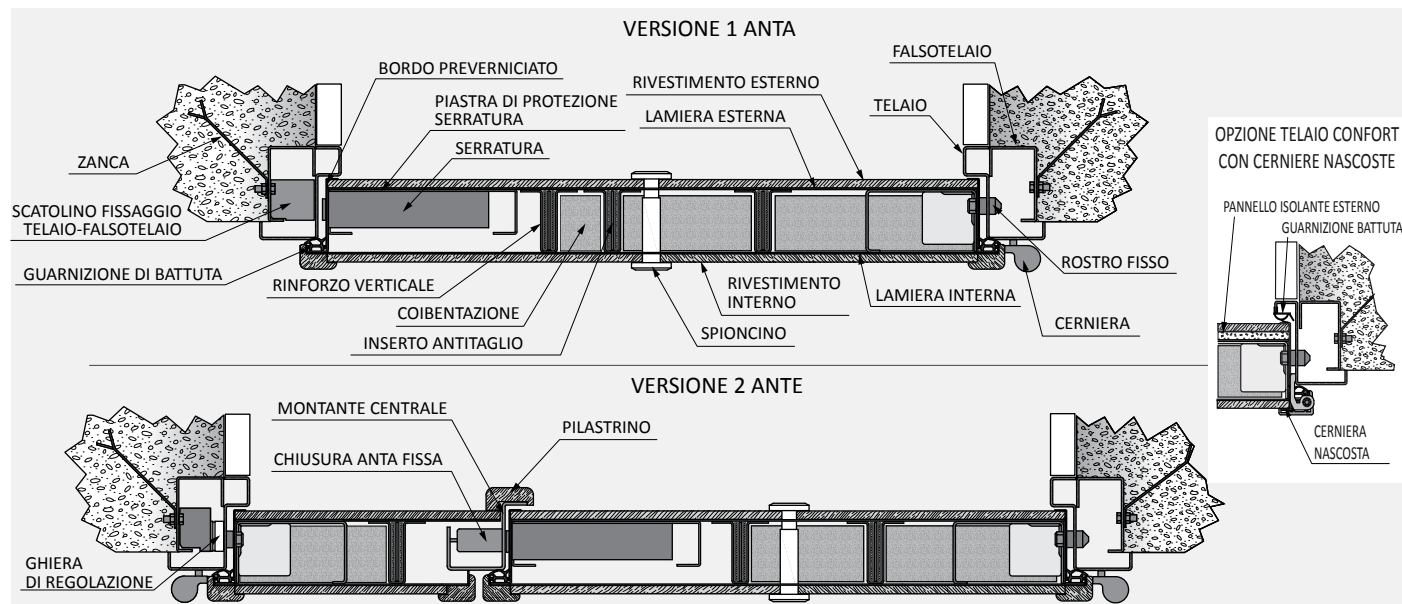 VERSIONE 1 ANTA
FALSOTELAIO
BORDO PREVERNICIATO
RIVESTIMENTO ESTERNO
PIASTRA DI PROTEZIONE
SERRATURA
LAMIERA ESTERNA
TELAIO
SERRATURA
ZANCA
SCATOLINO FISSAGGIO
TELAIO-FALSOTELAIO
GUARNIZIONE DI BATTUTA
RINFORZO VERTICALE
COIBENTAZIONE
INSERTO ANTITAGLIO
SPIONCINO
RIVESTIMENTO
INTERNO
LAMIERA INTERNA
ROSTRO FISSO
CERNIERA
OPZIONE TELAIO CONFORT
CON CERNIERE NASCOSTE
PANNELLO ISOLANTE ESTERNO
GUARNIZIONE BATTUTA
CERNIERA
NASCOSTA
VERSIONE 2 ANTE
MONTANTE CENTRALE
PILASTRINO
CHIUSURA ANTA FISSA
GHIERA
DI REGOLAZIONE